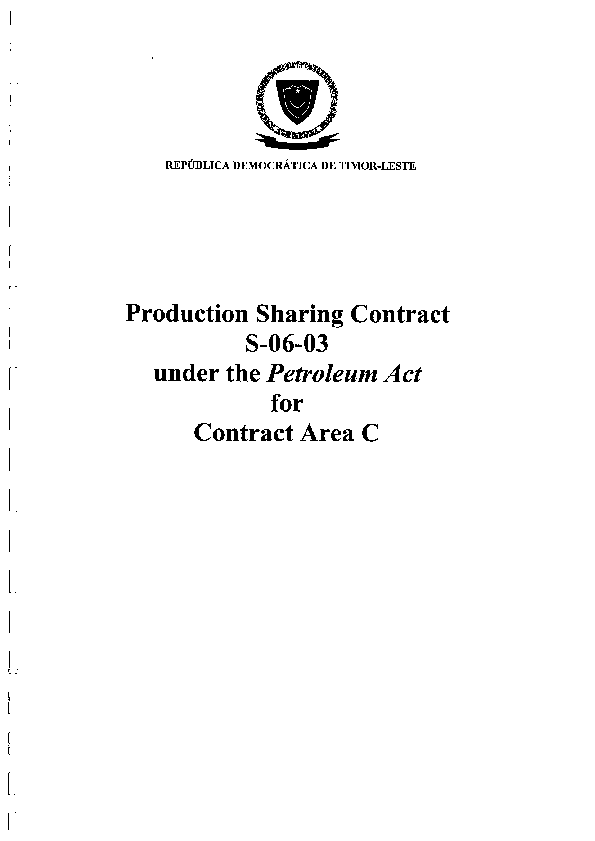 REPÚBLICA DEMOCRÁTICA DE TIMOR-LESTE
Production Sharing Contract
S-06-03
under the Petroleum Act
for
Contract Area C